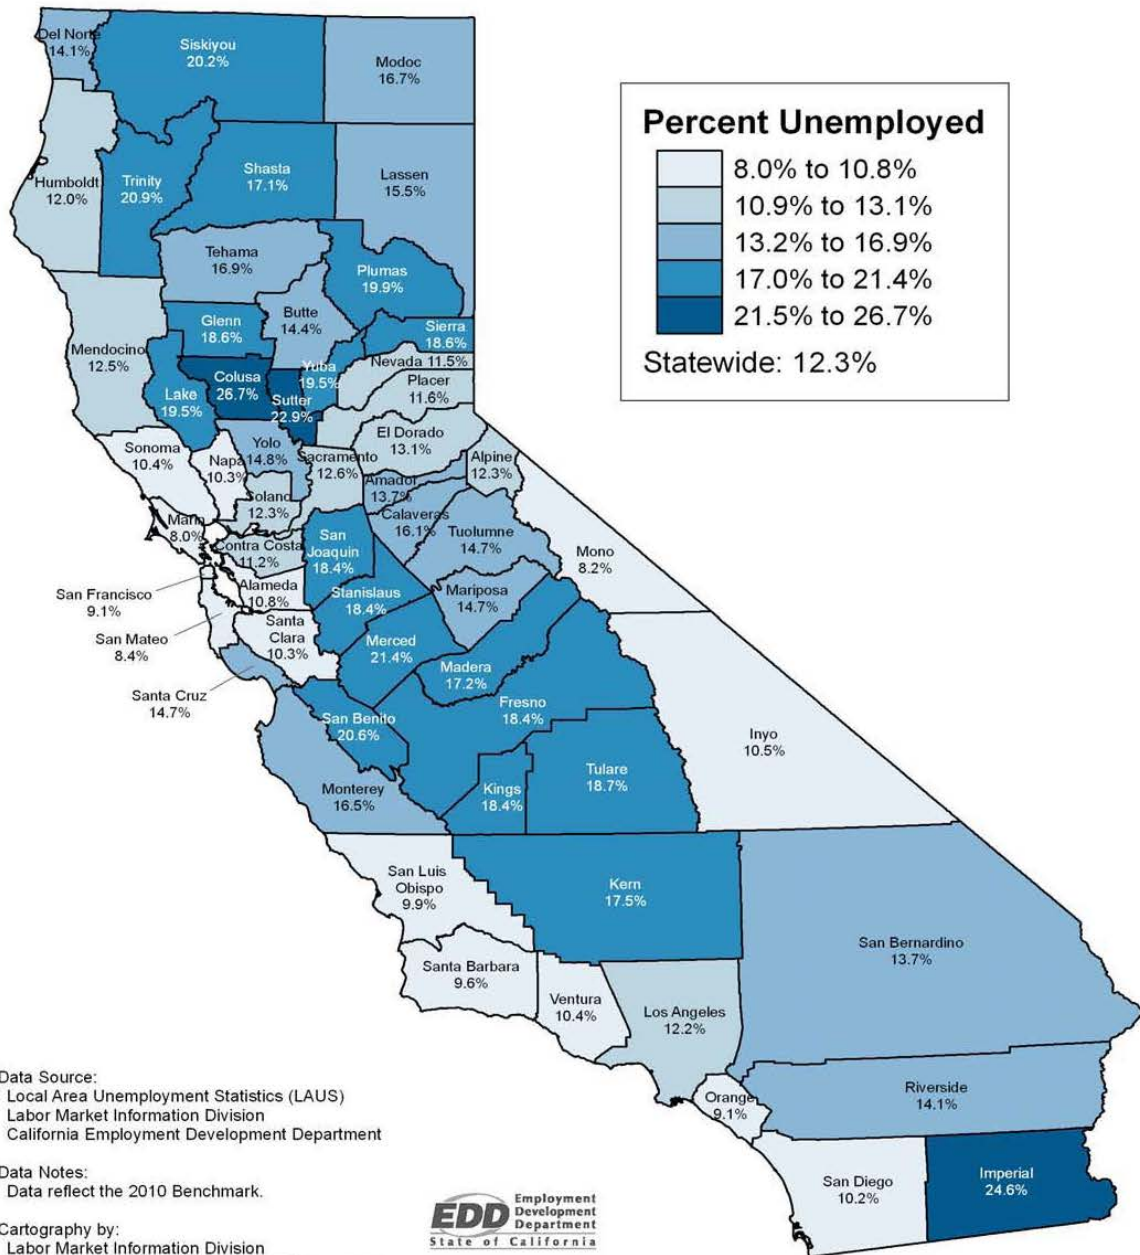 Del Norte
14.1%
Siskiyou
20.2%
Modoc
16.7%
Percent Unemployed
8.0% to 10.8%
10.9% to 13.1%
13.2% to 16.9%
17.0% to 21.4%
21.5% to 26.7%
Statewide: 12.3%
Humboldt
12.0%
Trinity
20.9%
Shasta
17.1%
Lassen
15.5%
Tehama
16.9%
Plumas
19.9%
Glenn
18.6%
Butte
14.4%
Sierra
18.6%
Mendocino
12.5%
Lake
19.5%
Colusa
26.7%
Sutter
22.9%
Yuba
19.5%
Nevada 11.5%
Placer
11.6%
El Dorado
13.1%
Sonoma
10.4%
Napa
10.3%
Yolo
14.8%
Sacramento
12.6%
Alpine
12.3%
Amador
13.7%
Solano
12.3%
Marin
8.0%
Contra Costa
11.2%
San
Joaquin
18.4%
Calaveras
16.1%
Tuolumne
14.7%
Mono
8.2%
San Francisco
9.1%
Alameda
10.8%
Stanislaus
18.4%
Mariposa
14.7%
San Mateo
8.4%
Santa
Clara
10.3%
Merced
21.4%
Madera
17.2%
Santa Cruz
14.7%
San Benito
20.6%
Fresno
18.4%
Inyo
10.5%
Monterey
16.5%
Kings
18.4%
Tulare
18.7%
San Luis
Obispo
9.9%
Kern
17.5%
San Bernardino
13.7%
Santa Barbara
9.6%
Ventura
10.4%
Los Angeles
12.2%
Orange
9.1%
Riverside
14.1%
San Diego
10.2%
Imperial
24.6%
Data Source:
Local Area Unemployment Statistics (LAUS)
Labor Market Information Division
California Employment Development Department
Data Notes:
Data reflect the 2010 Benchmark.
Cartography by:
Labor Market Information Division
EDD
Employment
Development
Department
State of California